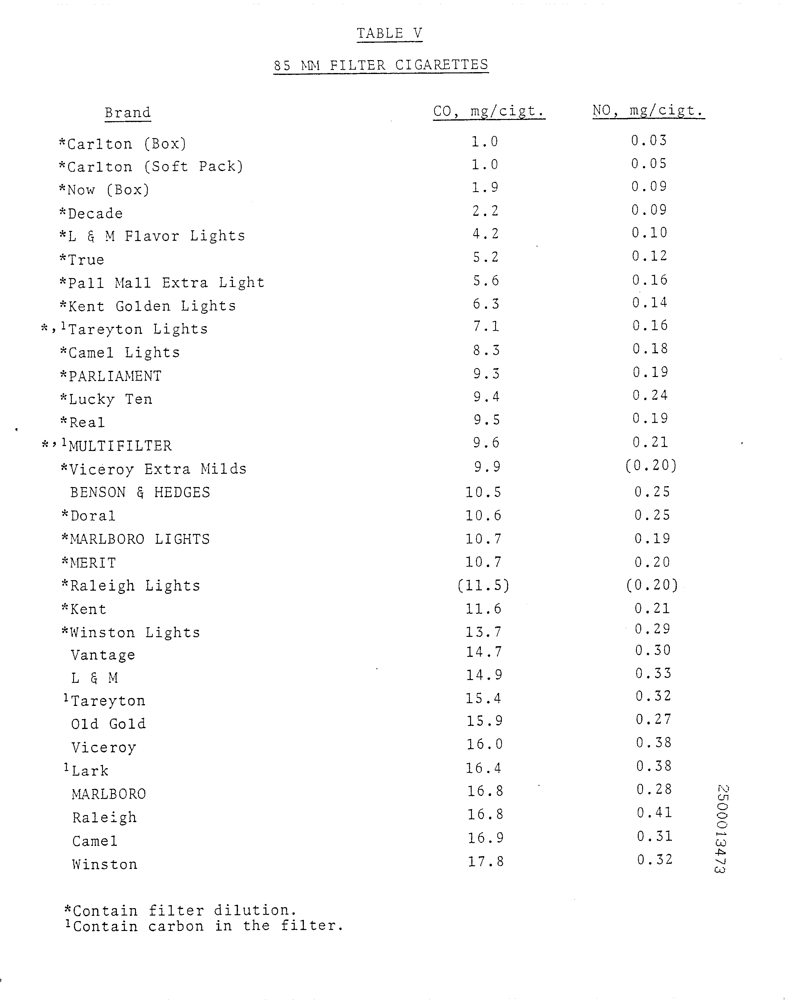 TABLE V
85 MM FILTER CIGARETTES
Brand CO, mg/cigt. NO, mg/cigt.
*Carlton (Box) 1.0 0.03
*Carlton (Soft Pack) 1.0 0.05
*Now (Box) 1.9 0.09
*Decade 2.2 0.09
*L & M Flavor Lights 4.2 0.10
*True 5.2 0.12
*Pall Mall Extra Light 5.6 0.16
*Kent Golden Lights 6.3 0.14
*,¹Tareyton Lights 7.1 0.16
*Camel Lights 8.3 0.18
*PARLIAMENT 9.3 0.19
*Lucky Ten 9.4 0.24
*Real 9.5 0.19
*,¹MULTIFILTER 9.6 0.21
*Viceroy Extra Milds 9.9 (0.20)
BENSON & HEDGES 10.5 0.25
*Doral 10.6 0.25
*MARLBORO LIGHTS 10.7 0.19
*MERIT 10.7 0.20
*Raleigh Lights (11.5) (0.20)
*Kent 11.6 0.21
*Winston Lights 13.7 0.29
Vantage 14.7 0.30
L & M 14.9 0.33
¹Tareyton 15.4 0.32
Old Gold 15.9 0.27
Viceroy 16.0 0.38
¹Lark 16.4 0.38
MARLBORO 16.8 0.28
Raleigh 16.8 0.41
Camel 16.9 0.31
Winston 17.8 0.32
*Contain filter dilution.
¹Contain carbon in the filter.
2500013473